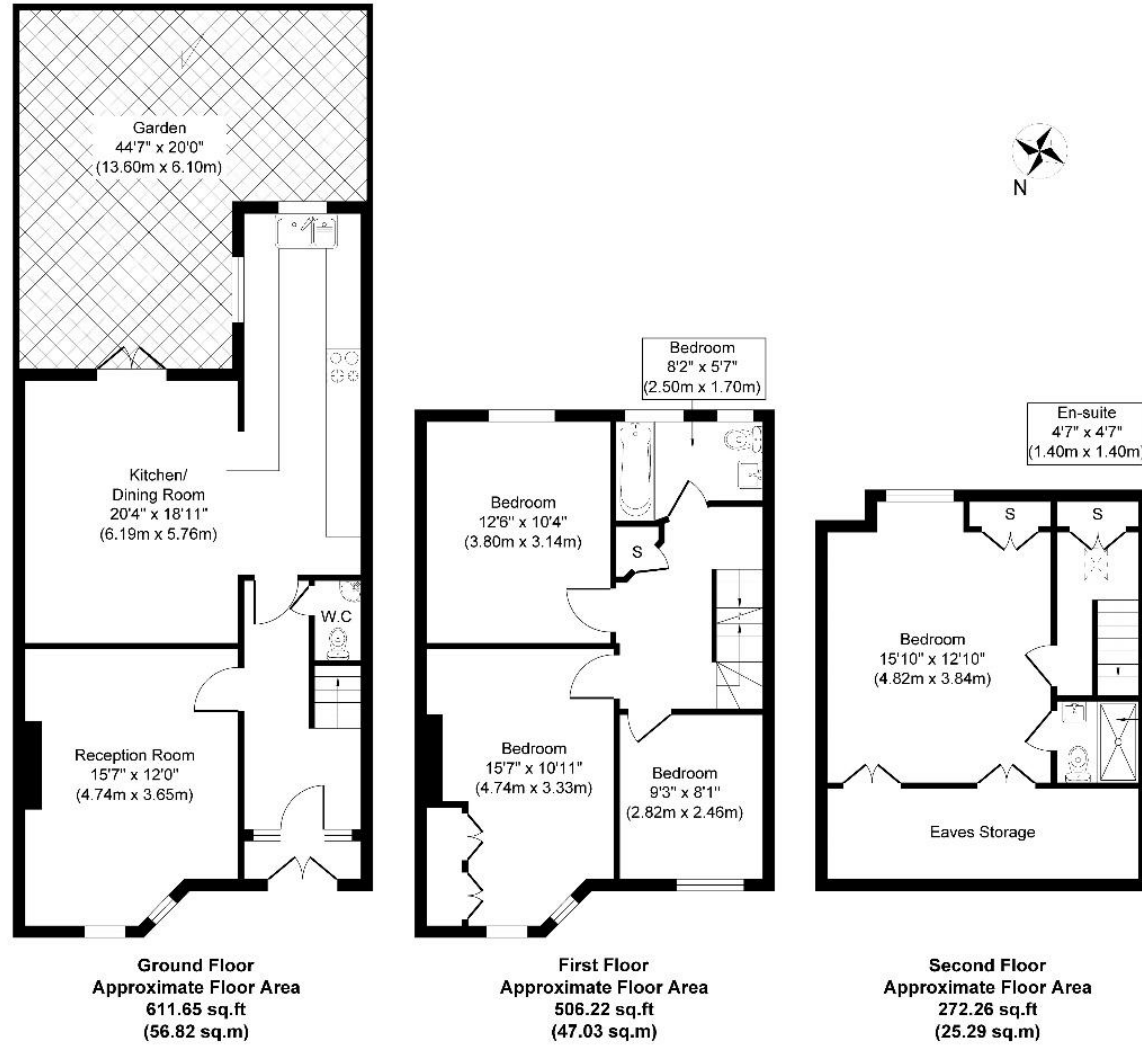 Garden
44'7" x 20'0"
(13.60m x 6.10m)
N
Kitchen/
Dining Room
20'4" x 18'11"
(6.19m x 5.76m)
W.C
Reception Room
15'7" x 12'0"
(4.74m x 3.65m)
Ground Floor
Approximate Floor Area
611.65 sq.ft
(56.82 sq.m)
Bedroom
8'2" x 5'7"
(2.50m x 1.70m)
Bedroom
12'6" x 10'4"
(3.80m x 3.14m)
S
Bedroom
15'7" x 10'11"
(4.74m x 3.33m)
Bedroom
9'3" x 8'1"
(2.82m x 2.46m)
First Floor
Approximate Floor Area
506.22 sq.ft
(47.03 sq.m)
En-suite
4'7" x 4'7"
(1.40m x 1.40m)
S
S
Bedroom
15'10" x 12'10"
(4.82m x 3.84m)
Eaves Storage
Second Floor
Approximate Floor Area
272.26 sq.ft
(25.29 sq.m)